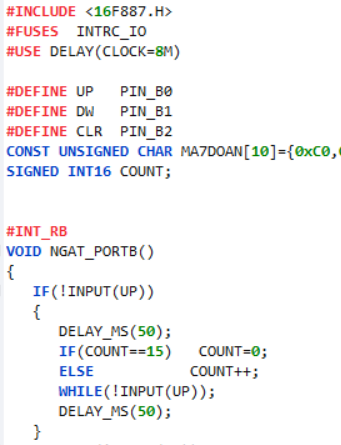 #INCLUDE <16F887.H>
#FUSES INTRC_IO
#USE DELAY(CLOCK=8M)
#DEFINE UP PIN_B0
#DEFINE DW PIN_B1
#DEFINE CLR PIN_B2
CONST UNSIGNED CHAR MA7DOAN[10]={0xC0,
SIGNED INT16 COUNT;
#INT_RB
VOID NGAT_PORTB()
{
IF(!INPUT(UP))
{
DELAY_MS(50);
IF(COUNT==15) COUNT=0;
ELSE COUNT++;
WHILE(!INPUT(UP));
DELAY_MS(50);
}